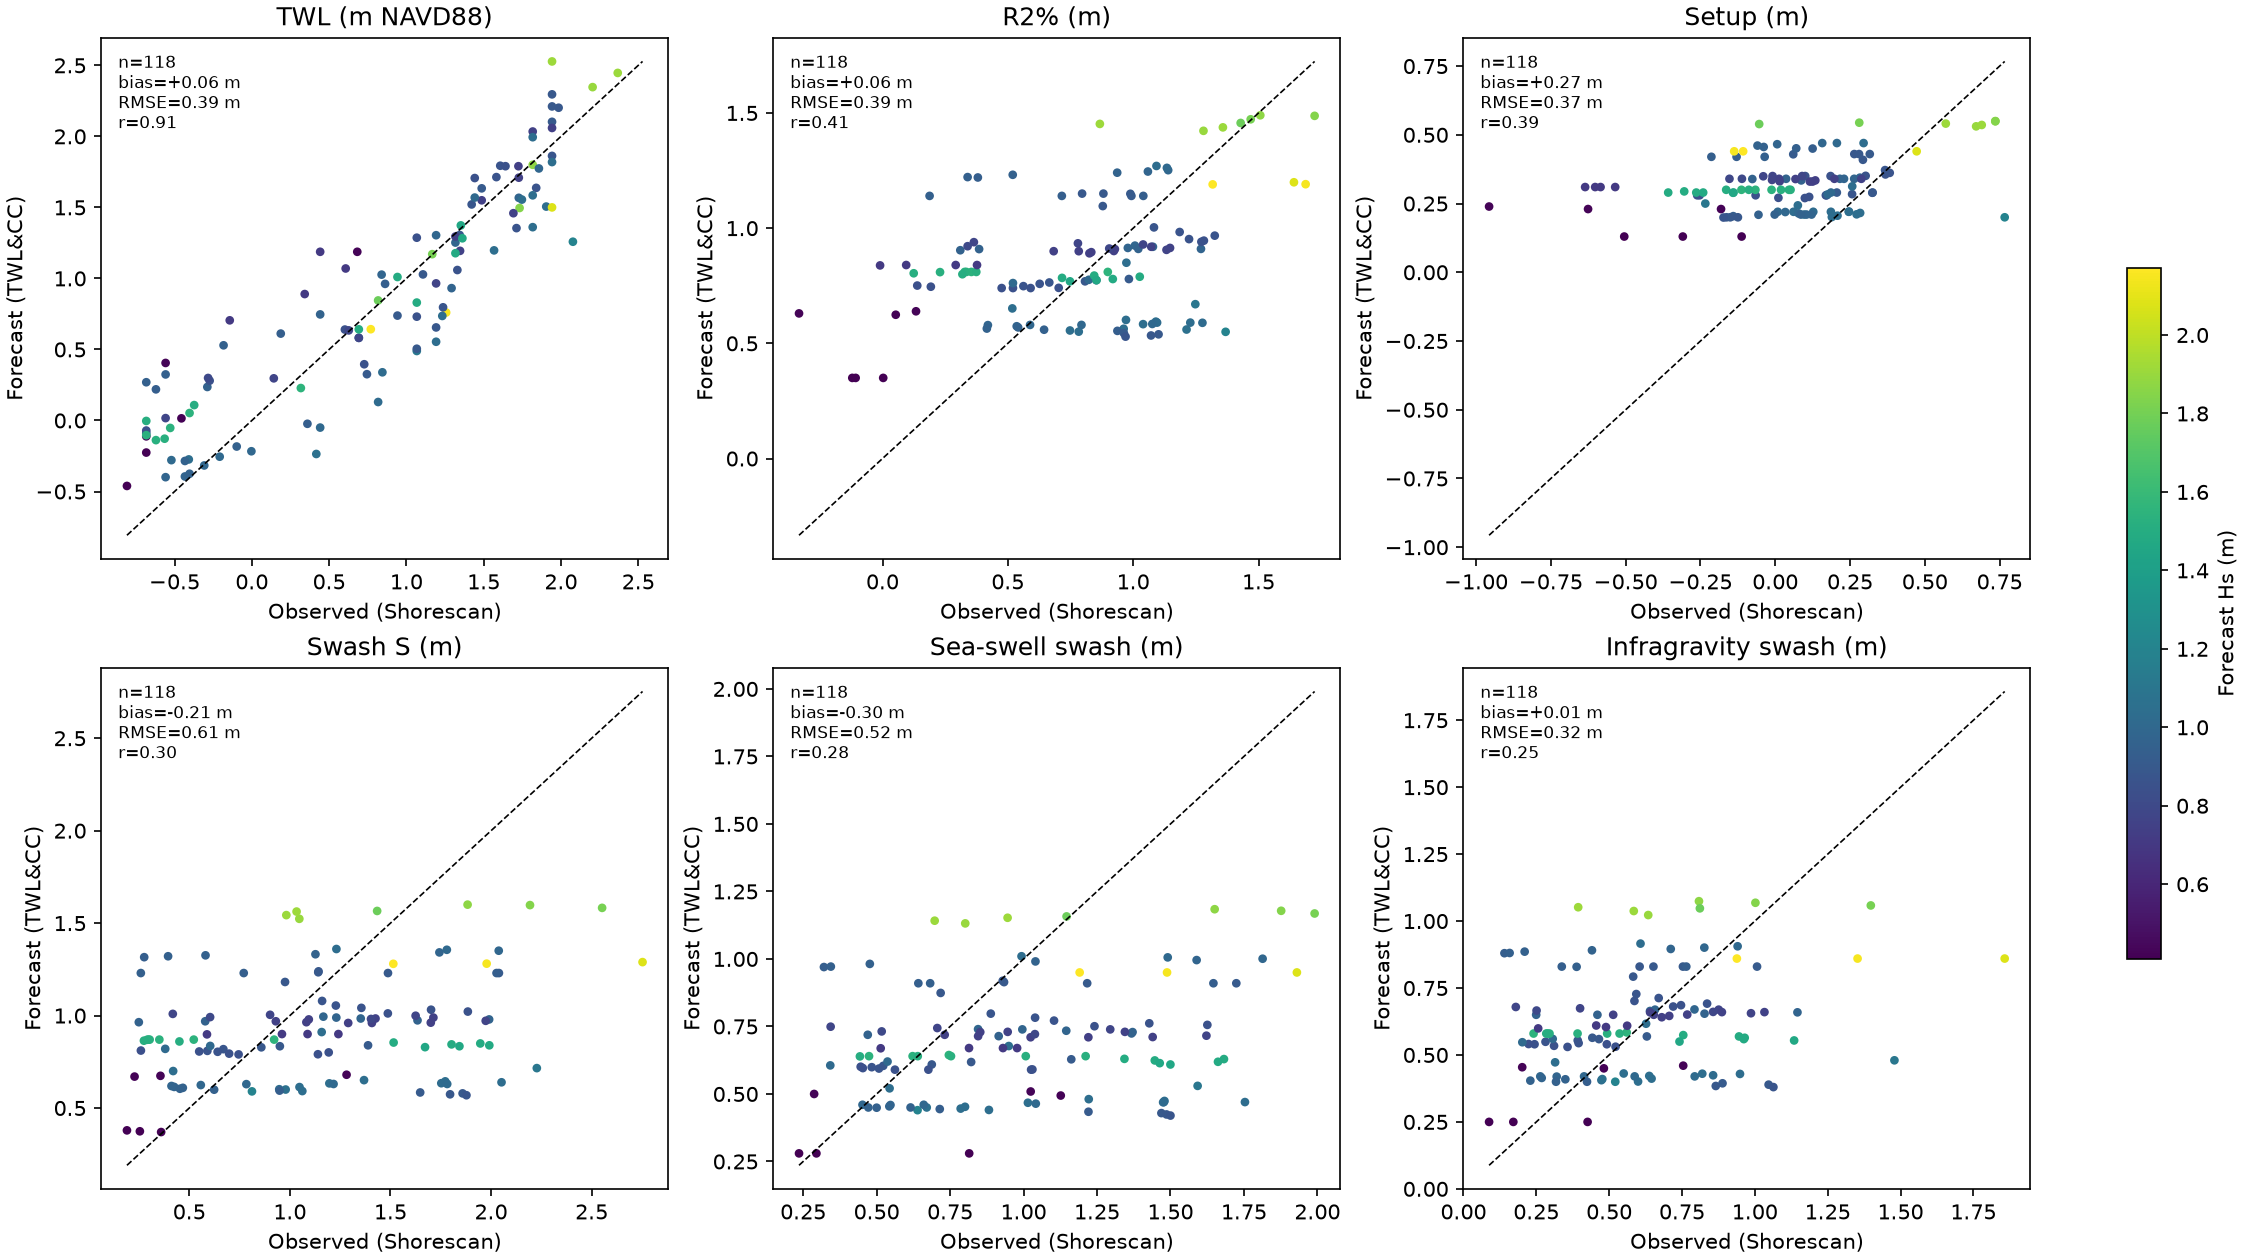 TWL (m NAVD88)
n=118
bias=+0.06 m
RMSE=0.39 m
r=0.91
2.5
2.0
1.5
1.0
0.5
0.0
−0.5
Forecast (TWL&CC)
−0.5 0.0 0.5 1.0 1.5 2.0 2.5
Observed (Shorescan)
R2% (m)
n=118
bias=+0.06 m
RMSE=0.39 m
r=0.41
1.5
1.0
0.5
0.0
Forecast (TWL&CC)
0.0 0.5 1.0 1.5
Observed (Shorescan)
Setup (m)
n=118
bias=+0.27 m
RMSE=0.37 m
r=0.39
0.75
0.50
0.25
0.00
−0.25
−0.50
−0.75
−1.00
Forecast (TWL&CC)
−1.00 −0.75 −0.50 −0.25 0.00 0.25 0.50 0.75
Observed (Shorescan)
Swash S (m)
n=118
bias=-0.21 m
RMSE=0.61 m
r=0.30
2.5
2.0
1.5
1.0
0.5
Forecast (TWL&CC)
0.5 1.0 1.5 2.0 2.5
Observed (Shorescan)
Sea-swell swash (m)
n=118
bias=-0.30 m
RMSE=0.52 m
r=0.28
2.00
1.75
1.50
1.25
1.00
0.75
0.50
0.25
Forecast (TWL&CC)
0.25 0.50 0.75 1.00 1.25 1.50 1.75 2.00
Observed (Shorescan)
Infragravity swash (m)
n=118
bias=+0.01 m
RMSE=0.32 m
r=0.25
1.75
1.50
1.25
1.00
0.75
0.50
0.25
0.00
Forecast (TWL&CC)
0.00 0.25 0.50 0.75 1.00 1.25 1.50 1.75
Observed (Shorescan)
2.0
1.8
1.6
1.4
1.2
1.0
0.8
0.6
Forecast Hs (m)